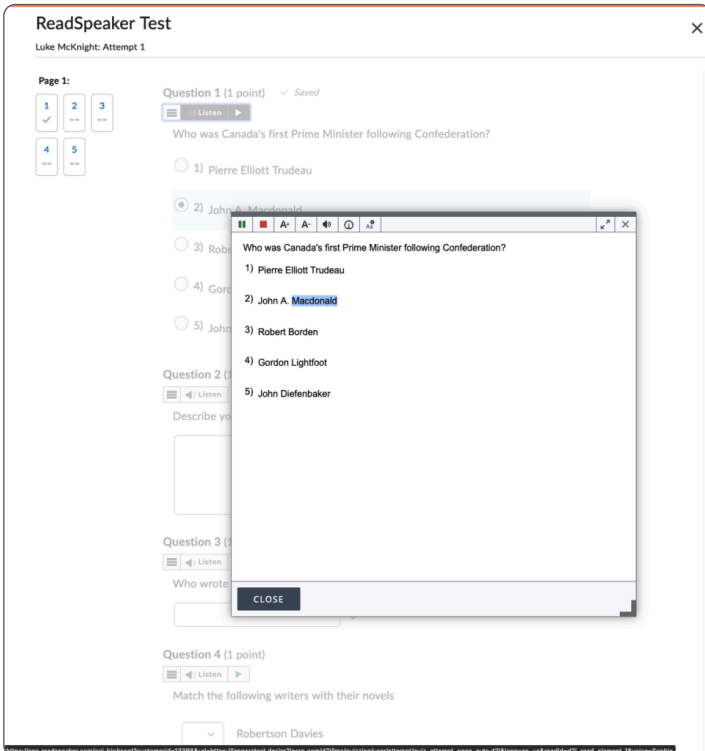 ReadSpeaker Test
Luke McKnight: Attempt 1
Page 1:
1 2 3
-- --
4 5
-- --
Question 1 (1 point) Saved
Listen
Who was Canada's first Prime Minister following Confederation?
1) Pierre Elliott Trudeau
2) John A. Macdonald
3) Robe
4) Gord
5) John
A+ A-
Who was Canada's first Prime Minister following Confederation?
1) Pierre Elliott Trudeau
2) John A. Macdonald
3) Robert Borden
4) Gordon Lightfoot
5) John Diefenbaker
CLOSE
Question 2 (1
Listen
Describe yo
Question 3 (1
Listen
Who wrote
Question 4 (1 point)
Listen
Match the following writers with their novels
Robertson Davies